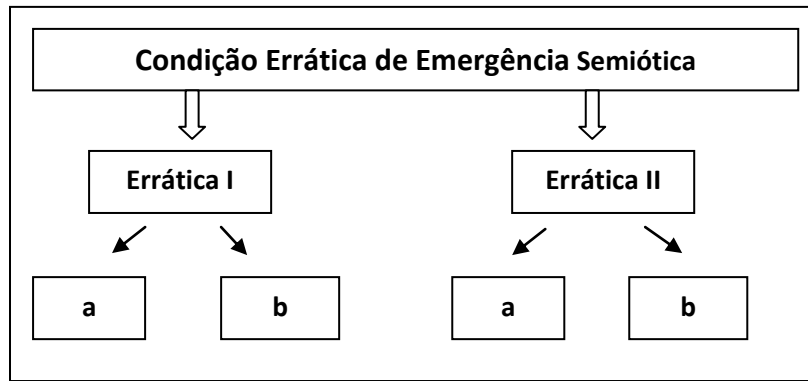 Condição Errática de Emergência Semiótica
Errática I
Errática II
a
b
a
b